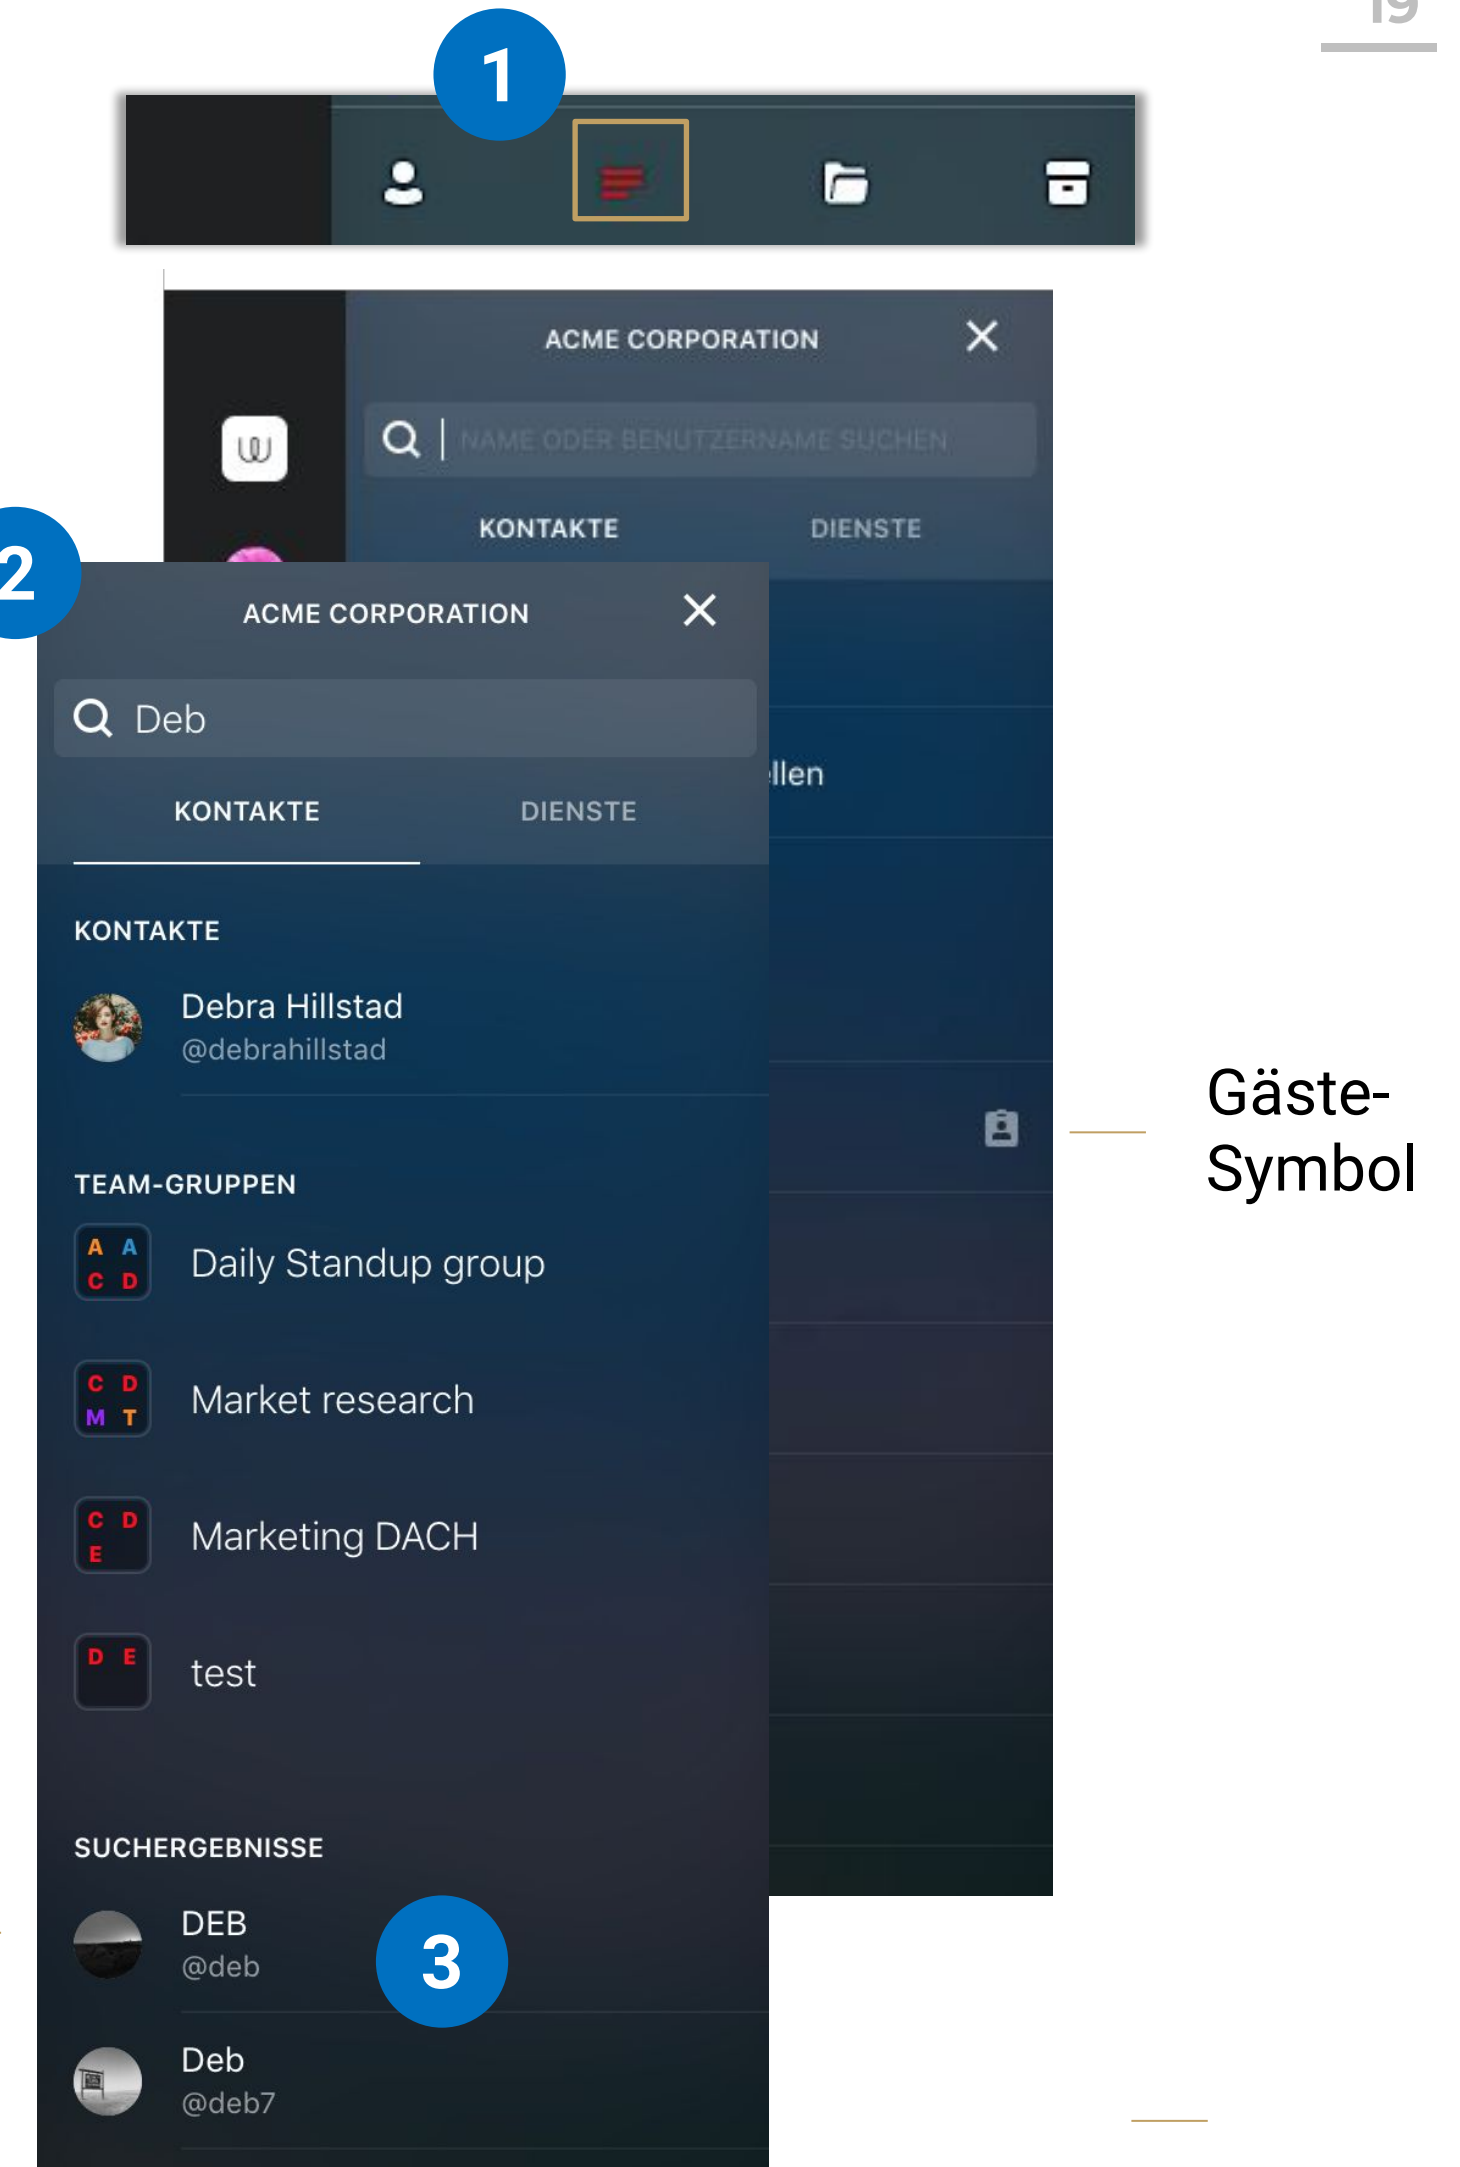 19
1
ACME CORPORATION
NAME ODER BENUTZERNAME SUCHEN
KONTAKTE DIENSTE
2
ACME CORPORATION
Deb
llen
KONTAKTE DIENSTE
KONTAKTE
Debra Hillstad
@debrahillstad
Gäste-
Symbol
TEAM-GRUPPEN
A A
C D
Daily Standup group
C D
M T
Market research
C D
E
Marketing DACH
D E
test
SUCHERGEBNISSE
DEB
@deb
3
Deb
@deb7